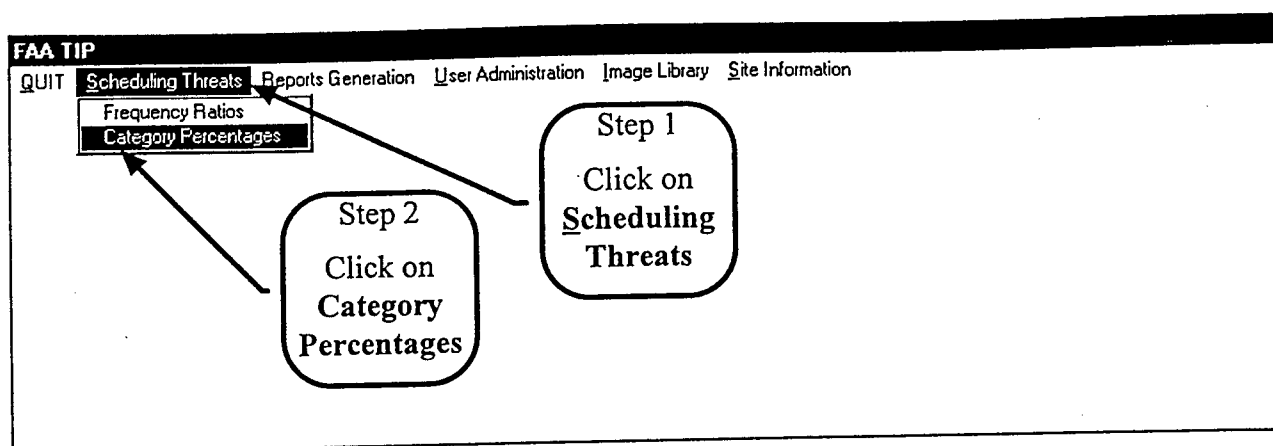 FAA TIP
QUIT Scheduling Threats Reports Generation User Administration Image Library Site Information
Frequency Ratios
Category Percentages
Step 1
Click on
Scheduling
Threats
Step 2
Click on
Category
Percentages